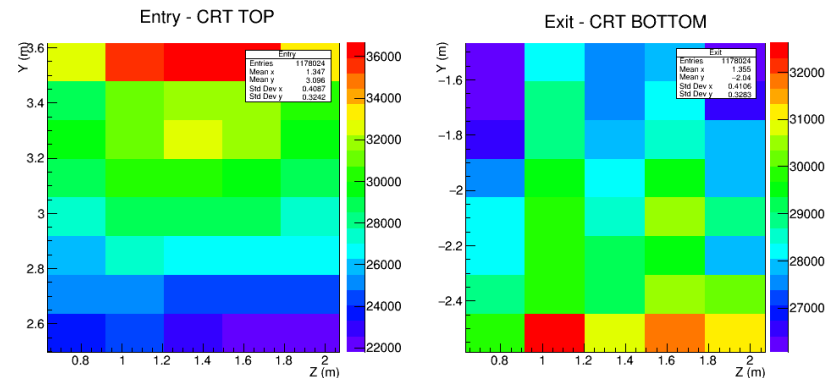 Entry - CRT TOP
Y (m)
3.6
3.4
3.2
3
2.8
2.6
0.8
1
1.2
1.4
1.6
1.8
2
Z (m)
Entry
Entries 1178024
Mean x 1.347
Mean y 3.096
Std Dev x 0.4087
Std Dev y 0.3242
36000
34000
32000
30000
28000
26000
24000
22000
Exit - CRT BOTTOM
Y (m)
−1.6
−1.8
−2
−2.2
−2.4
0.8
1
1.2
1.4
1.6
1.8
2
Z (m)
Exit
Entries 1178024
Mean x 1.355
Mean y −2.04
Std Dev x 0.4106
Std Dev y 0.3283
32000
31000
30000
29000
28000
27000